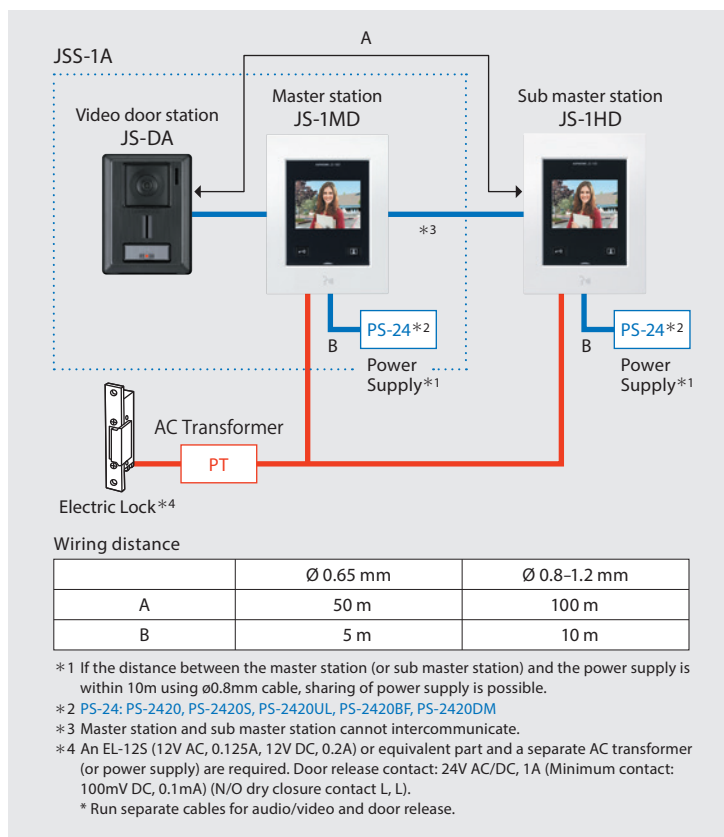 A
JSS-1A
Video door station
JS-DA
Master station
JS-1MD
Sub master station
JS-1HD
*3
B
PS-24*2
Power
Supply*1
B
PS-24*2
Power
Supply*1
AC Transformer
PT
Electric Lock*4
Wiring distance
Ø 0.65 mm Ø 0.8–1.2 mm
A 50 m 100 m
B 5 m 10 m
*1 If the distance between the master station (or sub master station) and the power supply is
within 10m using ø0.8mm cable, sharing of power supply is possible.
*2 PS-24: PS-2420, PS-2420S, PS-2420UL, PS-2420BF, PS-2420DM
*3 Master station and sub master station cannot intercommunicate.
*4 An EL-12S (12V AC, 0.125A, 12V DC, 0.2A) or equivalent part and a separate AC transformer
(or power supply) are required. Door release contact: 24V AC/DC, 1A (Minimum contact:
100mV DC, 0.1mA) (N/O dry closure contact L, L).
* Run separate cables for audio/video and door release.